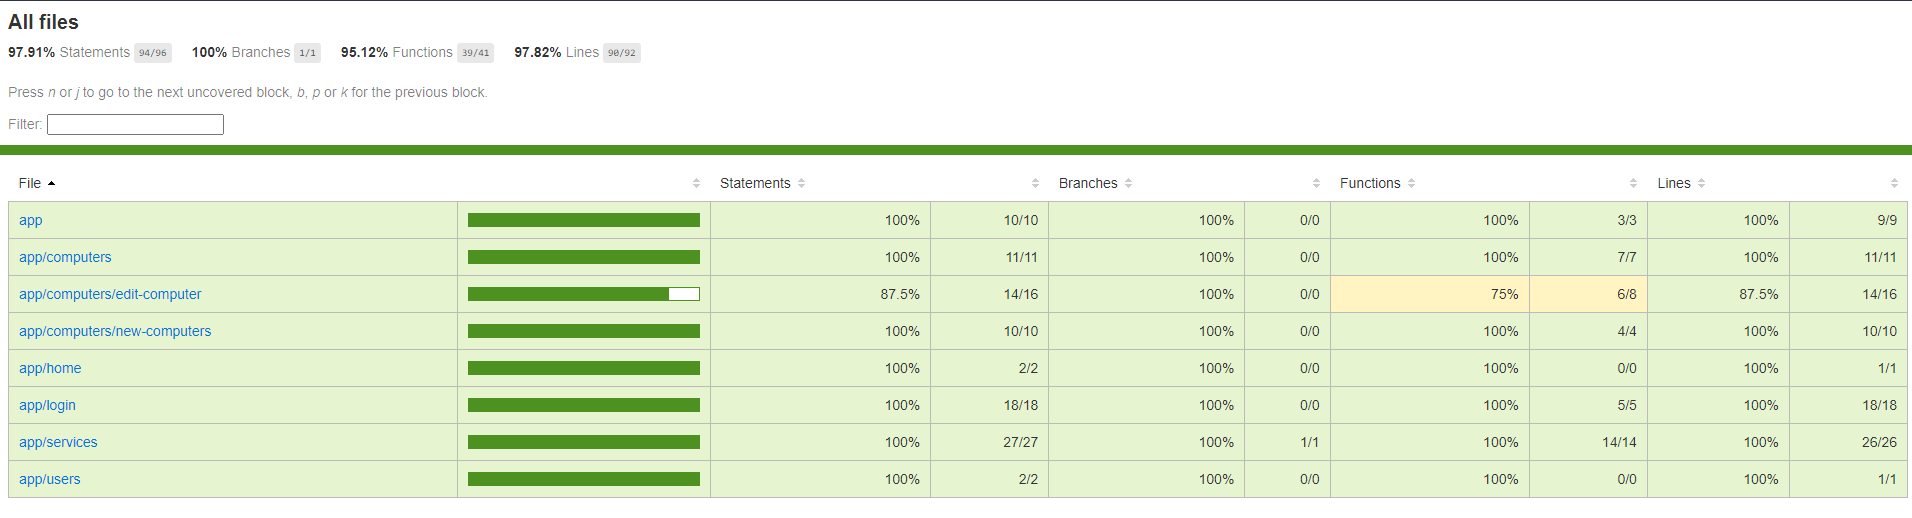 All files
97.91% Statements 94/96 100% Branches 1/1 95.12% Functions 39/41 97.82% Lines 90/92
Press n or j to go to the next uncovered block, b, p or k for the previous block.
Filter:
File Statements Branches Functions Lines
app 100% 10/10 100% 0/0 100% 3/3 100% 9/9
app/computers 100% 11/11 100% 0/0 100% 7/7 100% 11/11
app/computers/edit-computer 87.5% 14/16 100% 0/0 75% 6/8 87.5% 14/16
app/computers/new-computers 100% 10/10 100% 0/0 100% 4/4 100% 10/10
app/home 100% 2/2 100% 0/0 100% 0/0 100% 1/1
app/login 100% 18/18 100% 0/0 100% 5/5 100% 18/18
app/services 100% 27/27 100% 1/1 100% 14/14 100% 26/26
app/users 100% 2/2 100% 0/0 100% 0/0 100% 1/1